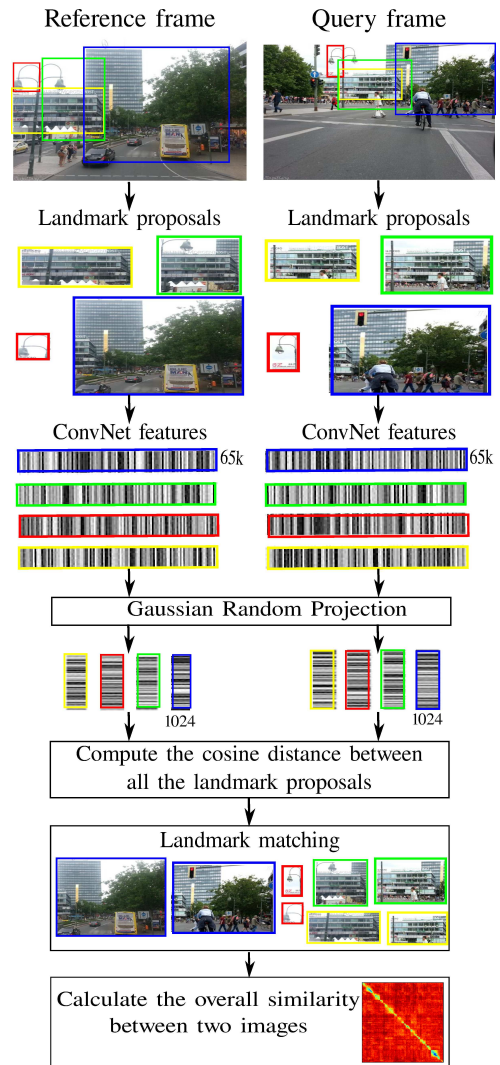 Reference frame
Query frame
Landmark proposals
Landmark proposals
ConvNet features
ConvNet features
65k
65k
Gaussian Random Projection
1024
1024
Compute the cosine distance between
all the landmark proposals
Landmark matching
Calculate the overall similarity
between two images